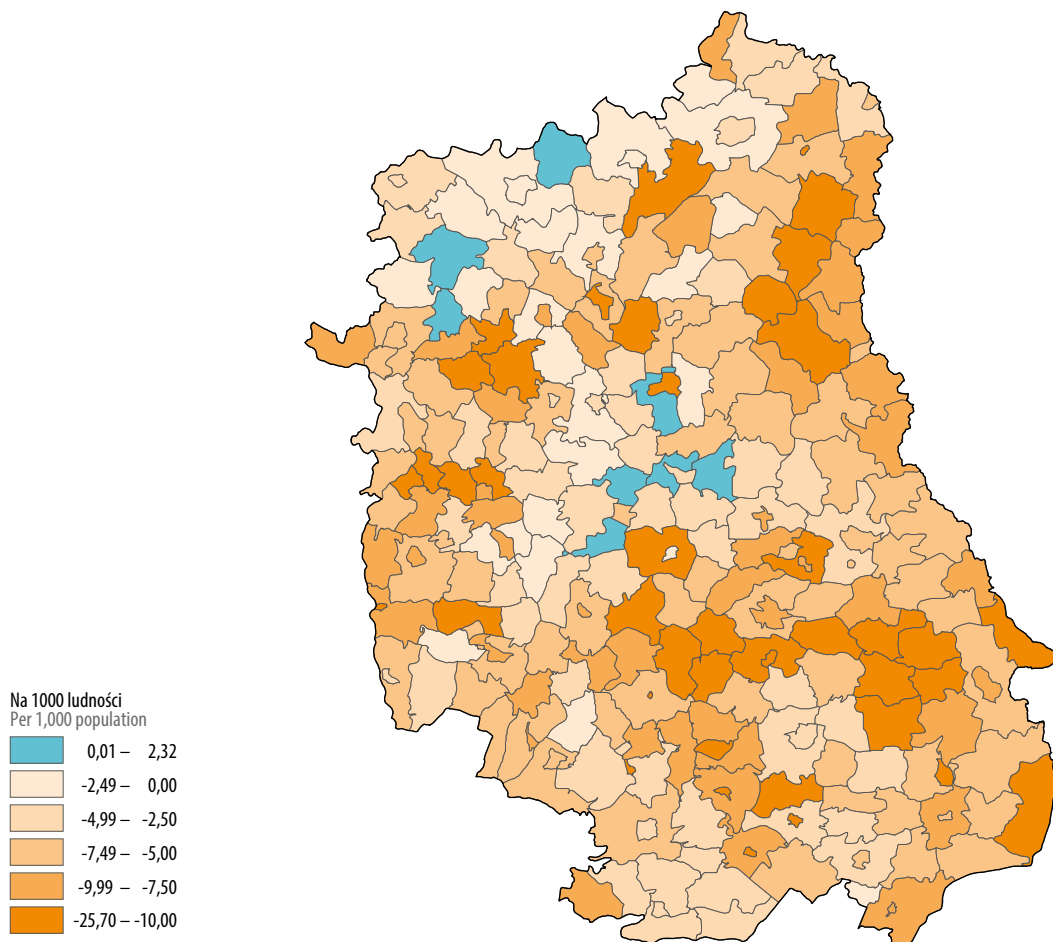 Na 1000 ludności
Per 1,000 population
0,01 – 2,32
-2,49 – 0,00
-4,99 – -2,50
-7,49 – -5,00
-9,99 – -7,50
-25,70 – -10,00